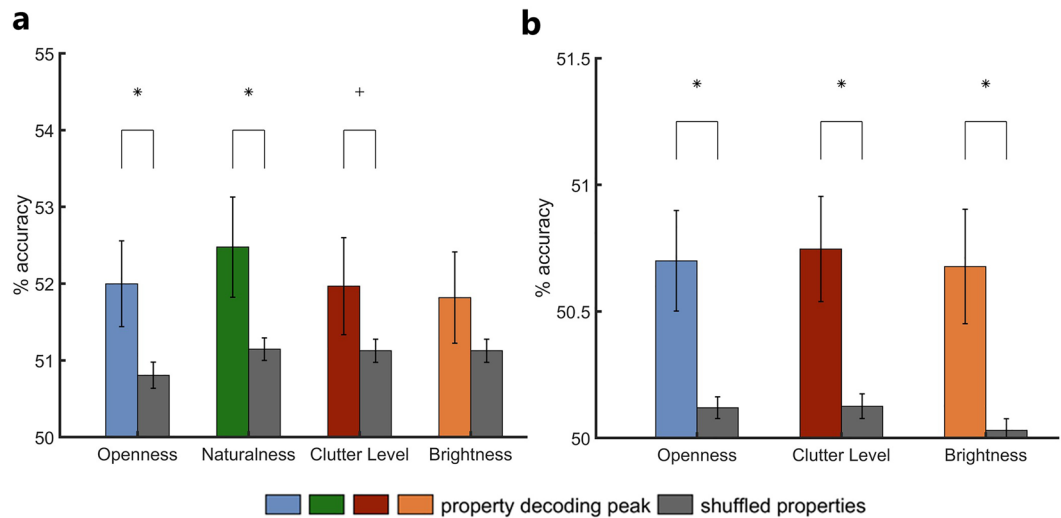 a
55
54
53
52
51
50
% accuracy
* * +
Openness Naturalness Clutter Level Brightness
b
51.5
51
50.5
50
% accuracy
* * *
Openness Clutter Level Brightness
property decoding peak shuffled properties